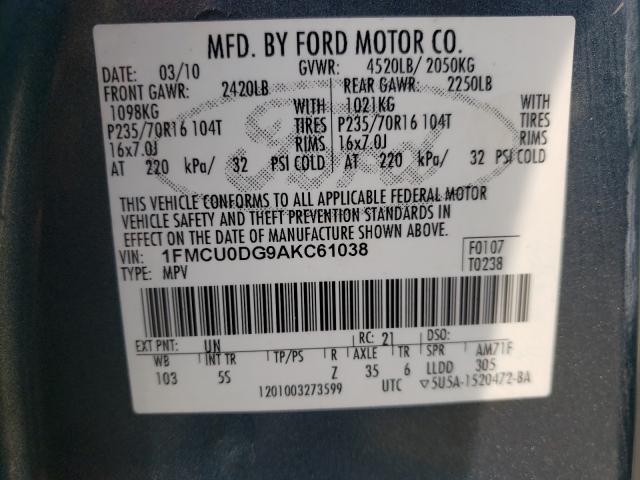 MFD. BY FORD MOTOR CO.
DATE: 03/10 GVWR: 4520LB/ 2050KG
FRONT GAWR: 2420LB REAR GAWR: 2250LB
1098KG WITH 1021KG WITH
P235/70R16 104T TIRES P235/70R16 104T TIRES
16x7.0J RIMS 16x7.0J RIMS
AT 220 kPa/ 32 PSI COLD AT 220 kPa/ 32 PSI COLD
Ford
THIS VEHICLE CONFORMS TO ALL APPLICABLE FEDERAL MOTOR
VEHICLE SAFETY AND THEFT PREVENTION STANDARDS IN
EFFECT ON THE DATE OF MANUFACTURE SHOWN ABOVE.
VIN: 1FMCU0DG9AKC61038 F0107
TYPE: MPV T0238
EXT PNT: UN RC: 21 DSO:
WB INT TR TP/PS R AXLE TR SPR AM71F
103 5S Z 35 6 LLDD 305
1201003273599 UTC ▽5U5A-1520472-BA